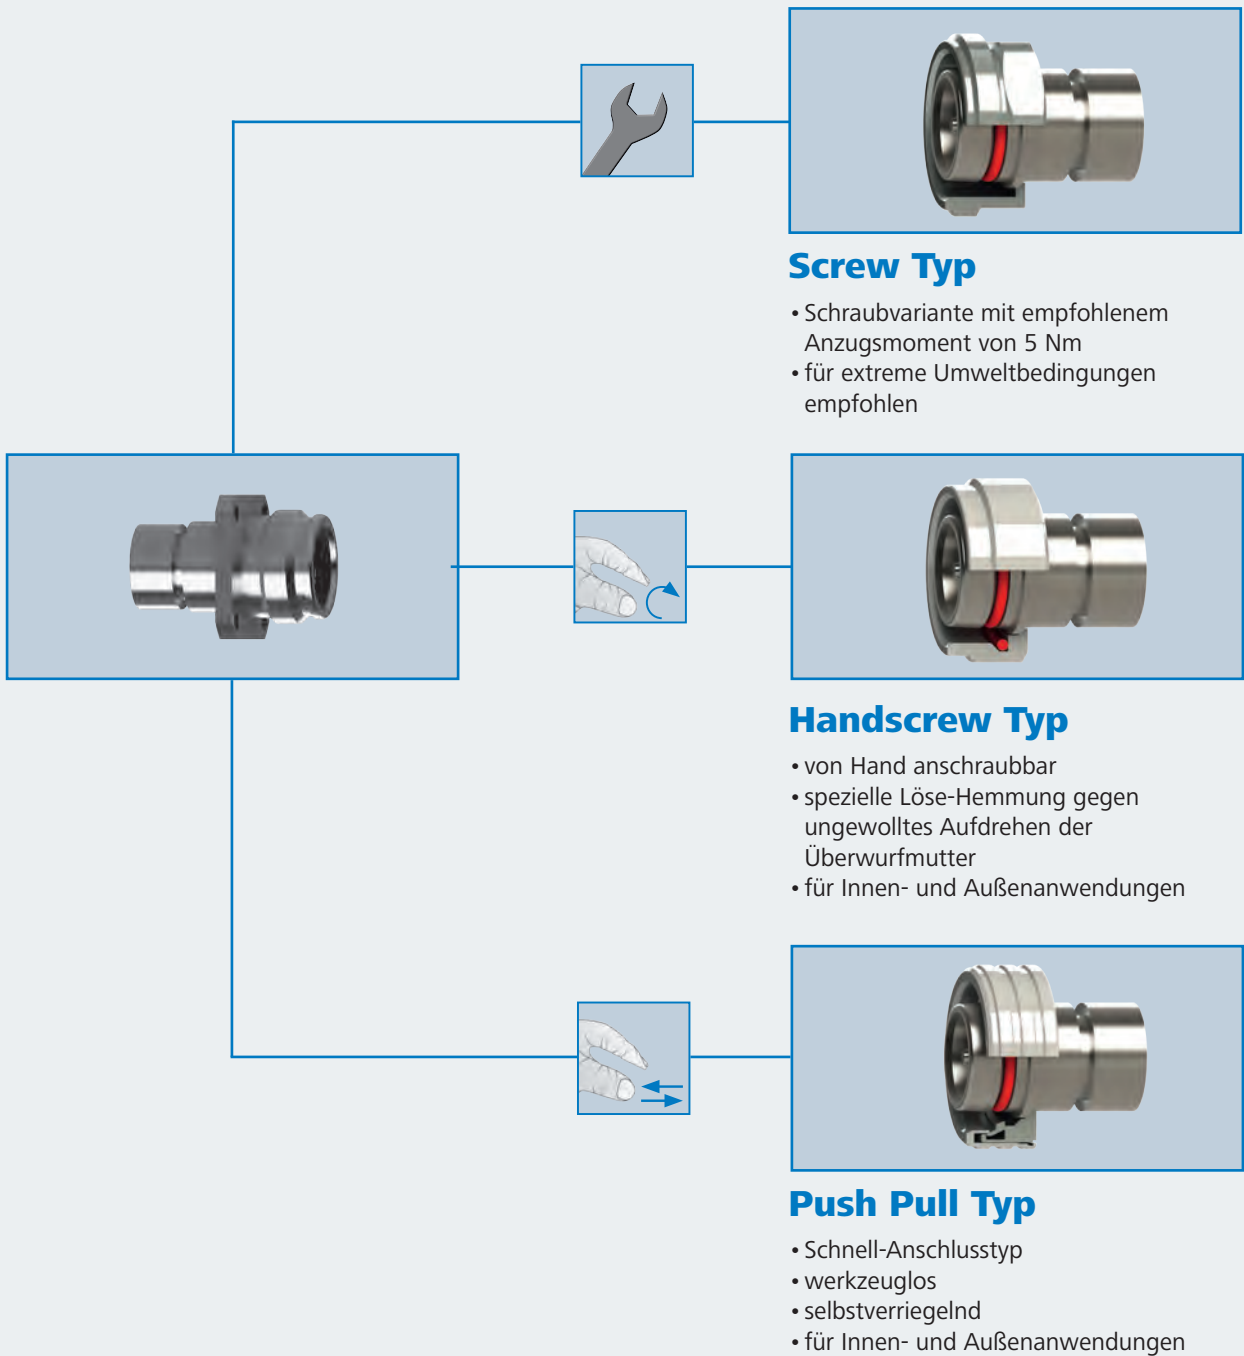 Screw Typ
• Schraubvariante mit empfohlenem
Anzugsmoment von 5 Nm
• für extreme Umweltbedingungen
empfohlen
Handscrew Typ
• von Hand anschraubbar
• spezielle Löse-Hemmung gegen
ungewolltes Aufdrehen der
Überwurfmutter
• für Innen- und Außenanwendungen
Push Pull Typ
• Schnell-Anschlusstyp
• werkzeuglos
• selbstverriegelnd
• für Innen- und Außenanwendungen